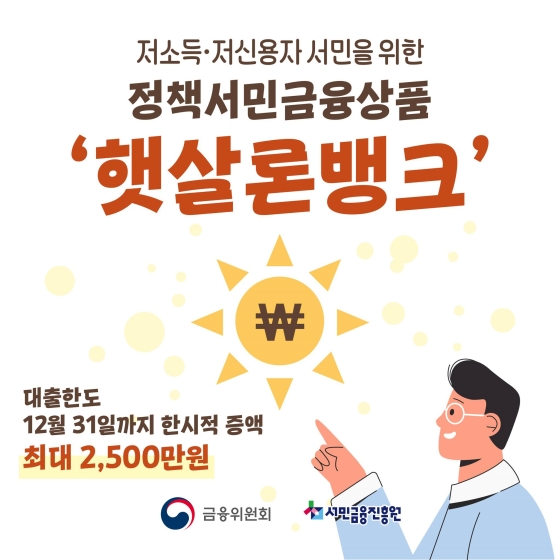 저소득·저신용자 서민을 위한
정책서민금융상품
‘햇살론뱅크’
₩
대출한도
12월 31일까지 한시적 증액
최대 2,500만원
금융위원회
서민금융진흥원